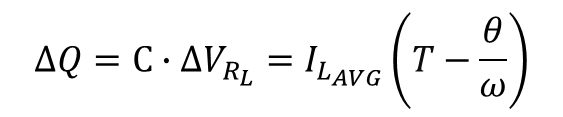 ΔQ = C · ΔV_{R_L} = I_{L_{AVG}} (T − θ/ω)